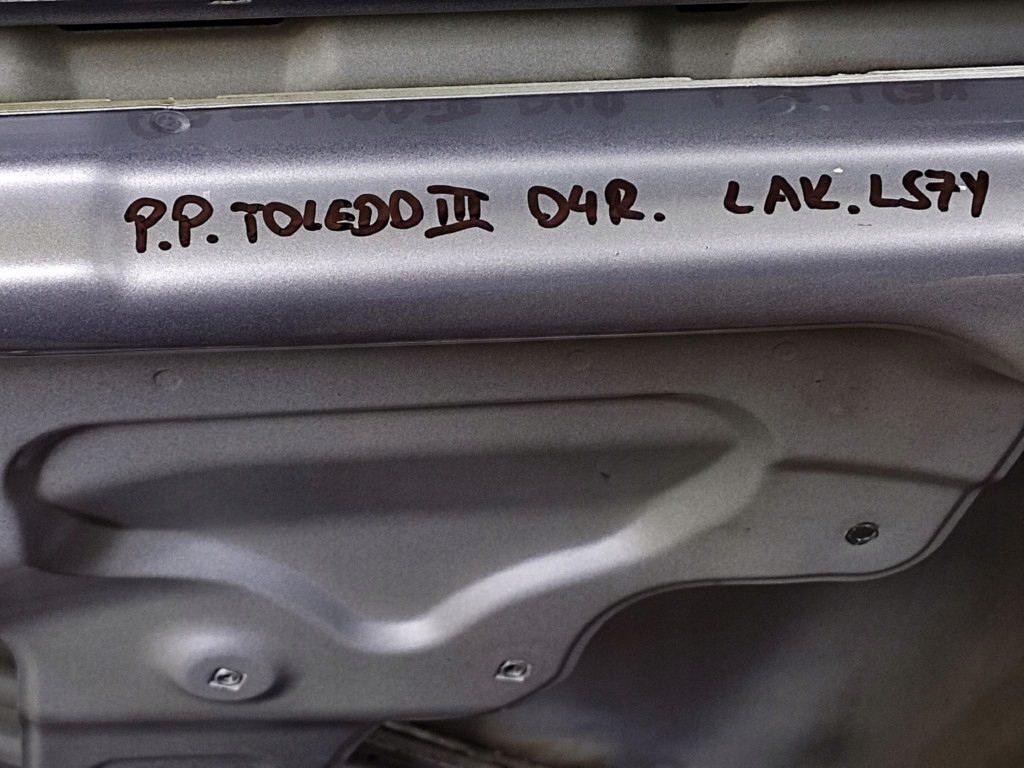 P.P. TOLEDO III D4R. LAK. LS7Y